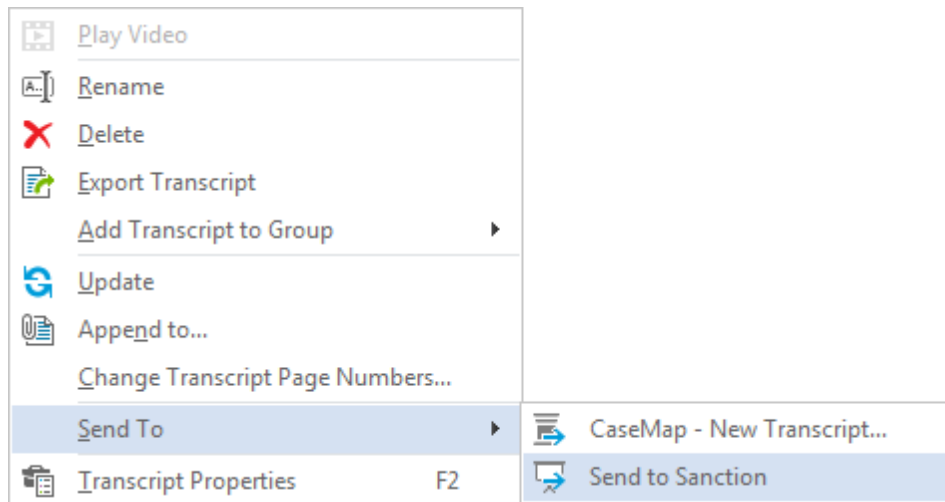 Play Video
Rename
Delete
Export Transcript
Add Transcript to Group
Update
Append to...
Change Transcript Page Numbers...
Send To
CaseMap - New Transcript...
Transcript Properties F2
Send to Sanction